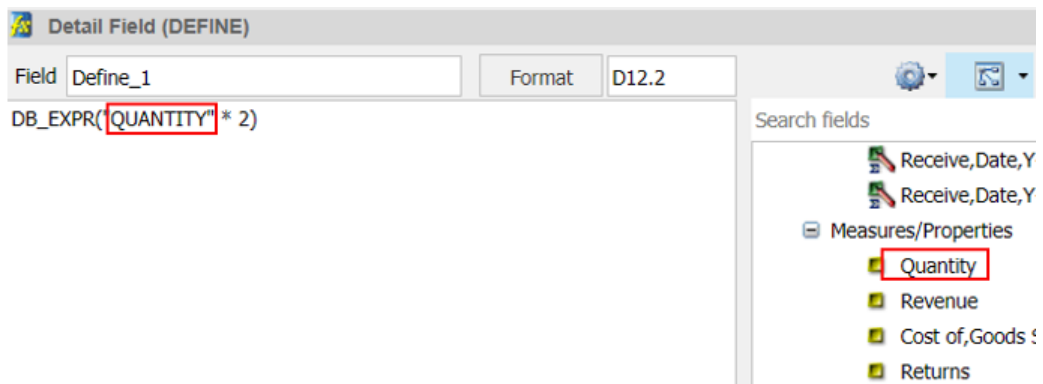 Detail Field (DEFINE)
Field Define_1 Format D12.2
DB_EXPR("QUANTITY" * 2)
Search fields
Receive,Date,Y
Receive,Date,Y
Measures/Properties
Quantity
Revenue
Cost of,Goods S
Returns